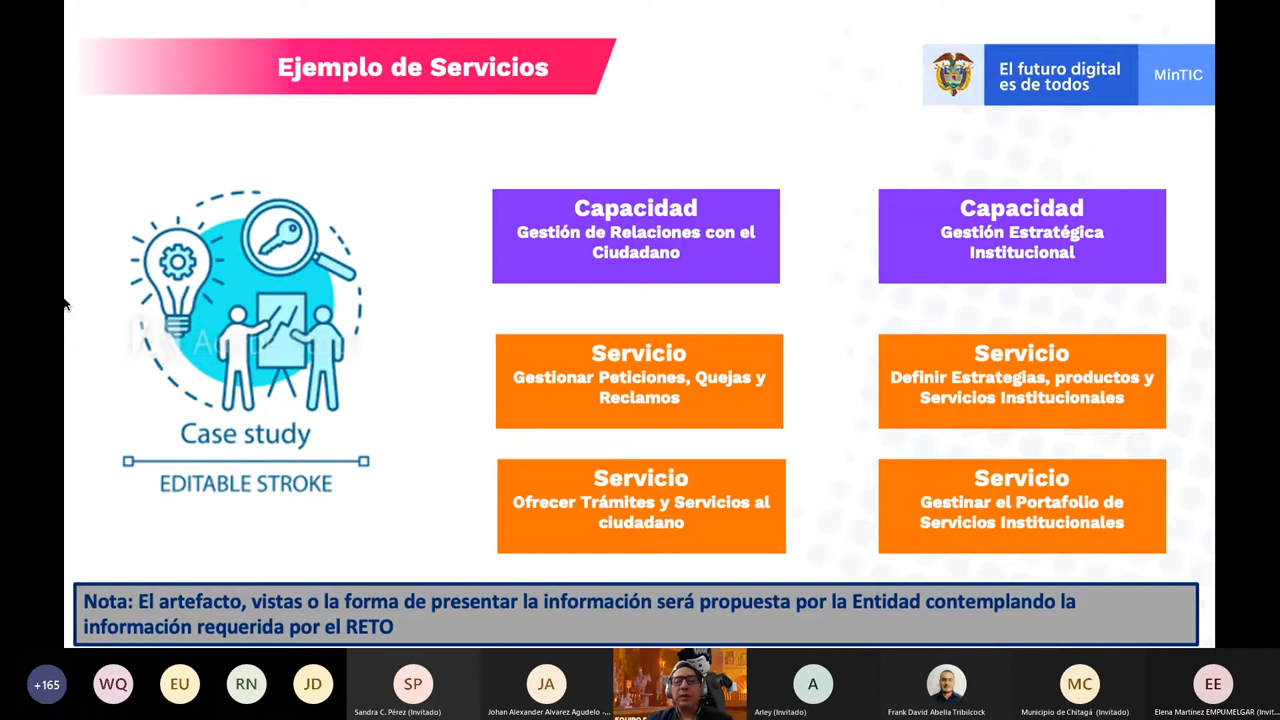 Ejemplo de Servicios
El futuro digital
es de todos
MinTIC
Capacidad
Gestión de Relaciones con el
Ciudadano
Capacidad
Gestión Estratégica
Institucional
Servicio
Gestionar Peticiones, Quejas y
Reclamos
Servicio
Definir Estrategias, productos y
Servicios Institucionales
Case study
EDITABLE STROKE
Servicio
Ofrecer Trámites y Servicios al
ciudadano
Servicio
Gestinar el Portafolio de
Servicios Institucionales
Nota: El artefacto, vistas o la forma de presentar la información será propuesta por la Entidad contemplando la
información requerida por el RETO
+165
WQ
EU
RN
JD
SP
Sandra C. Pérez (Invitado)
JA
Johan Alexander Alvarez Agudelo -...
A
Arley (Invitado)
Frank David Abella Tribilcock
MC
Municipio de Chitagá (Invitado)
EE
Elena Martínez EMPUMELGAR (Invit...